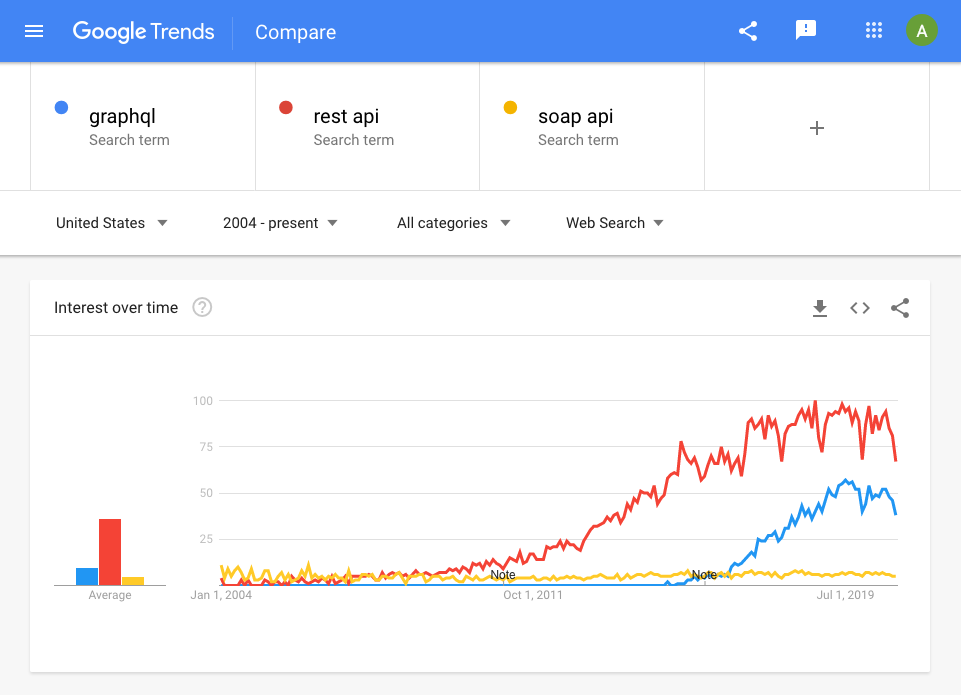 Google Trends Compare A
graphql rest api soap api
Search term Search term Search term
United States 2004 - present All categories Web Search
Interest over time
100
75
50
25
Note Note
Average Jan 1, 2004 Oct 1, 2011 Jul 1, 2019